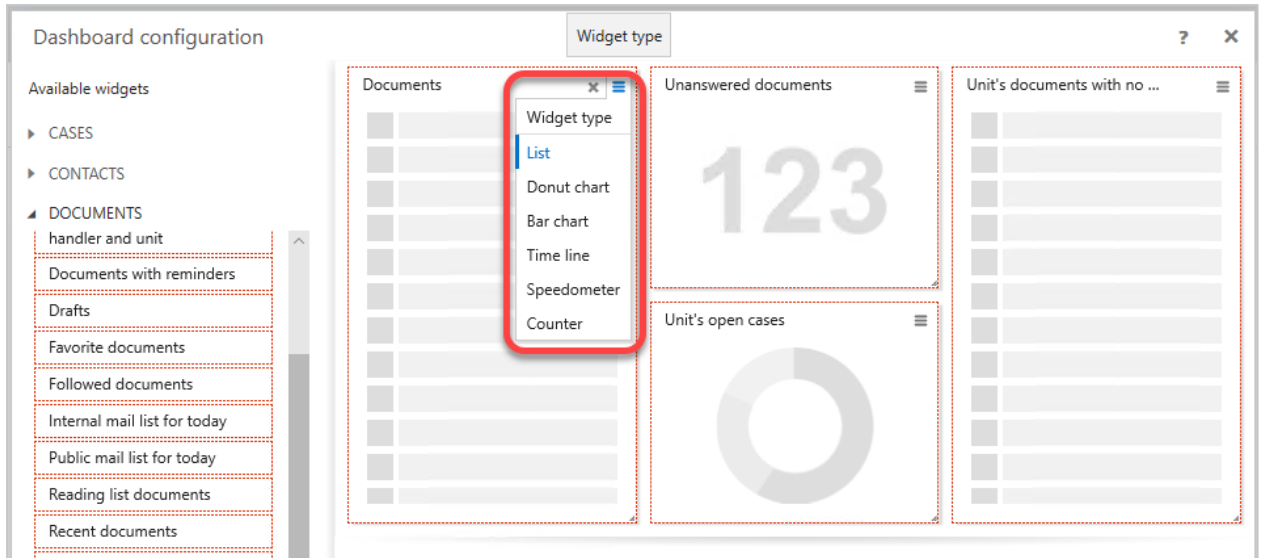 Dashboard configuration
Widget type
?
Available widgets
CASES
CONTACTS
DOCUMENTS
handler and unit
Documents with reminders
Drafts
Favorite documents
Followed documents
Internal mail list for today
Public mail list for today
Reading list documents
Recent documents
Documents
Widget type
List
Donut chart
Bar chart
Time line
Speedometer
Counter
Unanswered documents
123
Unit's open cases
Unit's documents with no ...